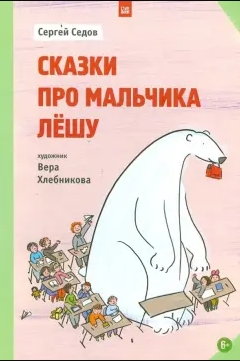 Сергей Седов
СКАЗКИ
ПРО МАЛЬЧИКА
ЛЁШУ
художник
Вера
Хлебникова
6+